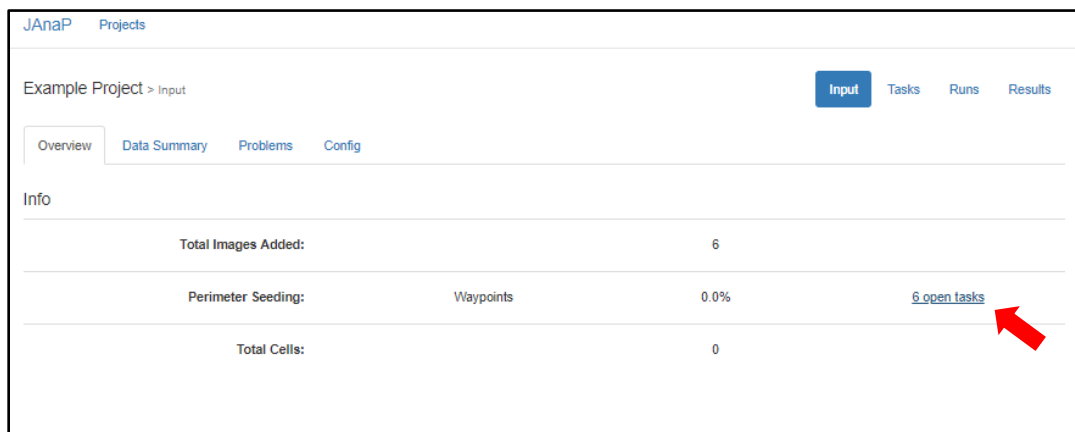 JAnaP Projects
Example Project > Input Input Tasks Runs Results
Overview Data Summary Problems Config
Info
Total Images Added: 6
Perimeter Seeding: Waypoints 0.0% 6 open tasks
Total Cells: 0